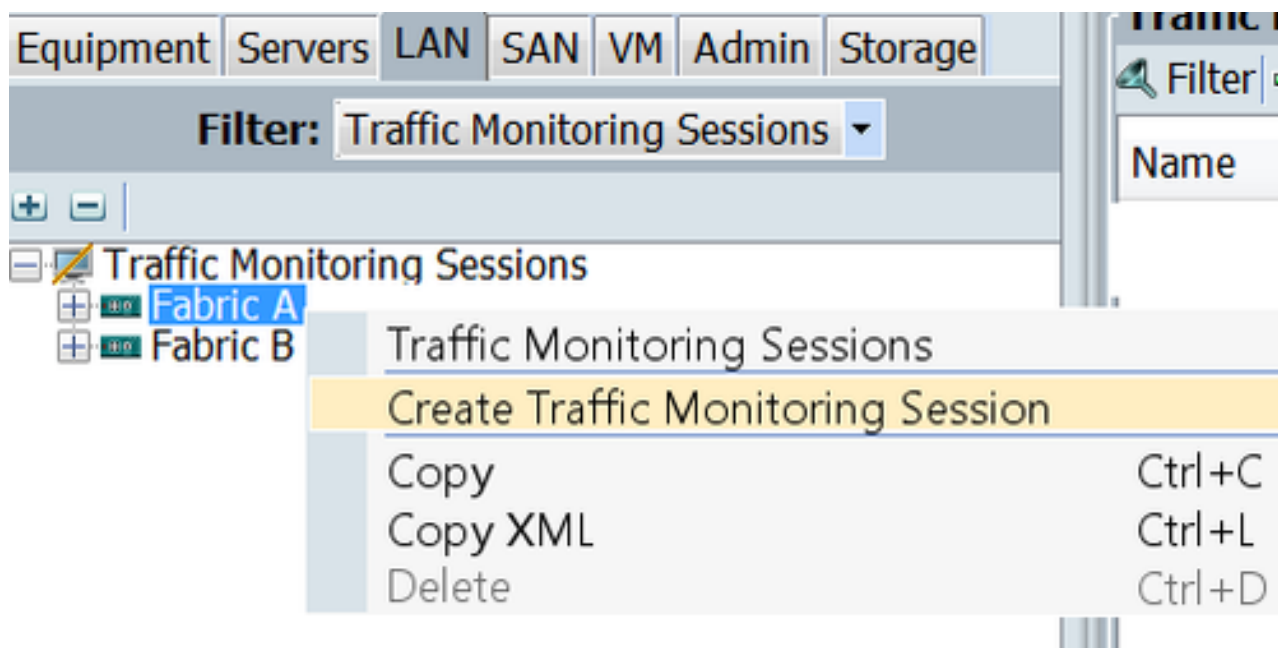 Equipment Servers LAN SAN VM Admin Storage
Filter: Traffic Monitoring Sessions
Traffic Monitoring Sessions
Fabric A
Fabric B
Traffic Monitoring Sessions
Create Traffic Monitoring Session
Copy Ctrl+C
Copy XML Ctrl+L
Delete Ctrl+D
Traffic
Filter
Name